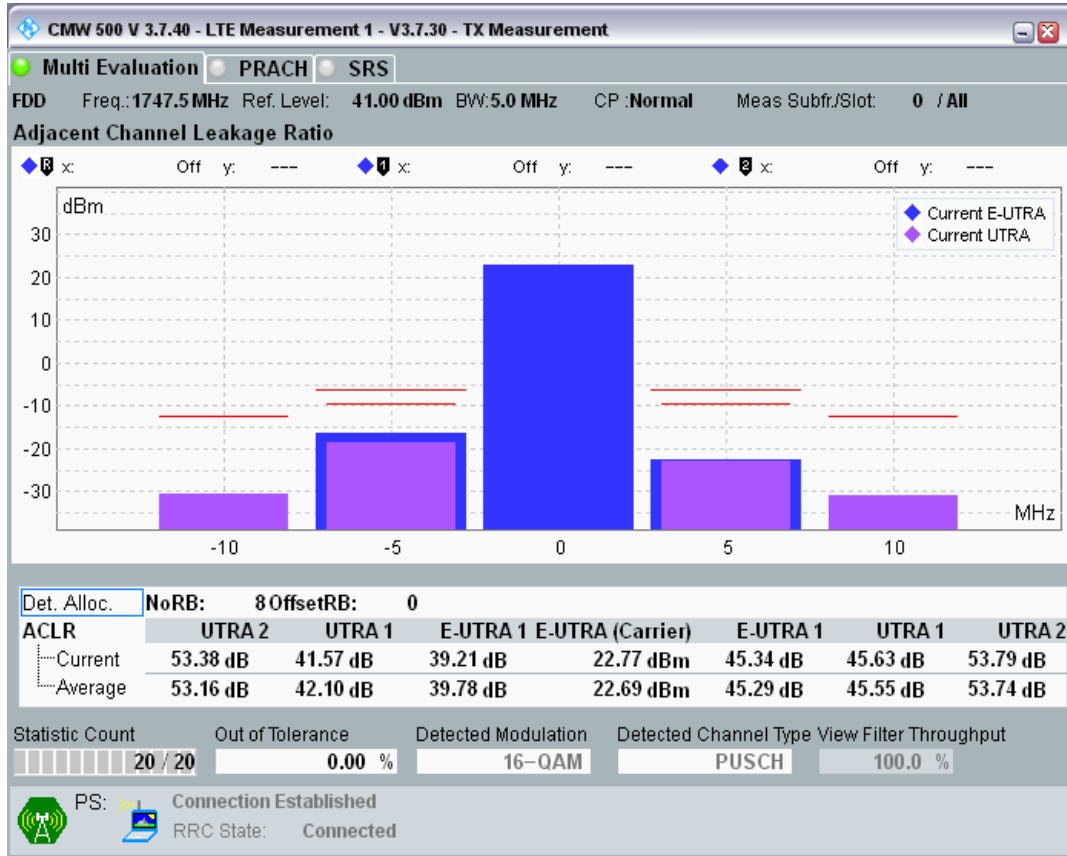 CMW 500 V 3.7.40 - LTE Measurement 1 - V3.7.30 - TX Measurement
Multi Evaluation PRACH SRS
FDD Freq.: 1747.5 MHz Ref. Level: 41.00 dBm BW: 5.0 MHz CP : Normal Meas Subfr./Slot: 0 / All
Adjacent Channel Leakage Ratio
R x: Off y: --- 1 x: Off y: --- 2 x: Off y: ---
dBm
Current E-UTRA
Current UTRA
30
20
10
0
-10
-20
-30
MHz
-10 -5 0 5 10
Det. Alloc. NoRB: 8 OffsetRB: 0
ACLR UTRA 2 UTRA 1 E-UTRA 1 E-UTRA (Carrier) E-UTRA 1 UTRA 1 UTRA 2
Current 53.38 dB 41.57 dB 39.21 dB 22.77 dBm 45.34 dB 45.63 dB 53.79 dB
Average 53.16 dB 42.10 dB 39.78 dB 22.69 dBm 45.29 dB 45.55 dB 53.74 dB
Statistic Count Out of Tolerance Detected Modulation Detected Channel Type View Filter Throughput
20 / 20 0.00 % 16-QAM PUSCH 100.0 %
PS: Connection Established
RRC State: Connected